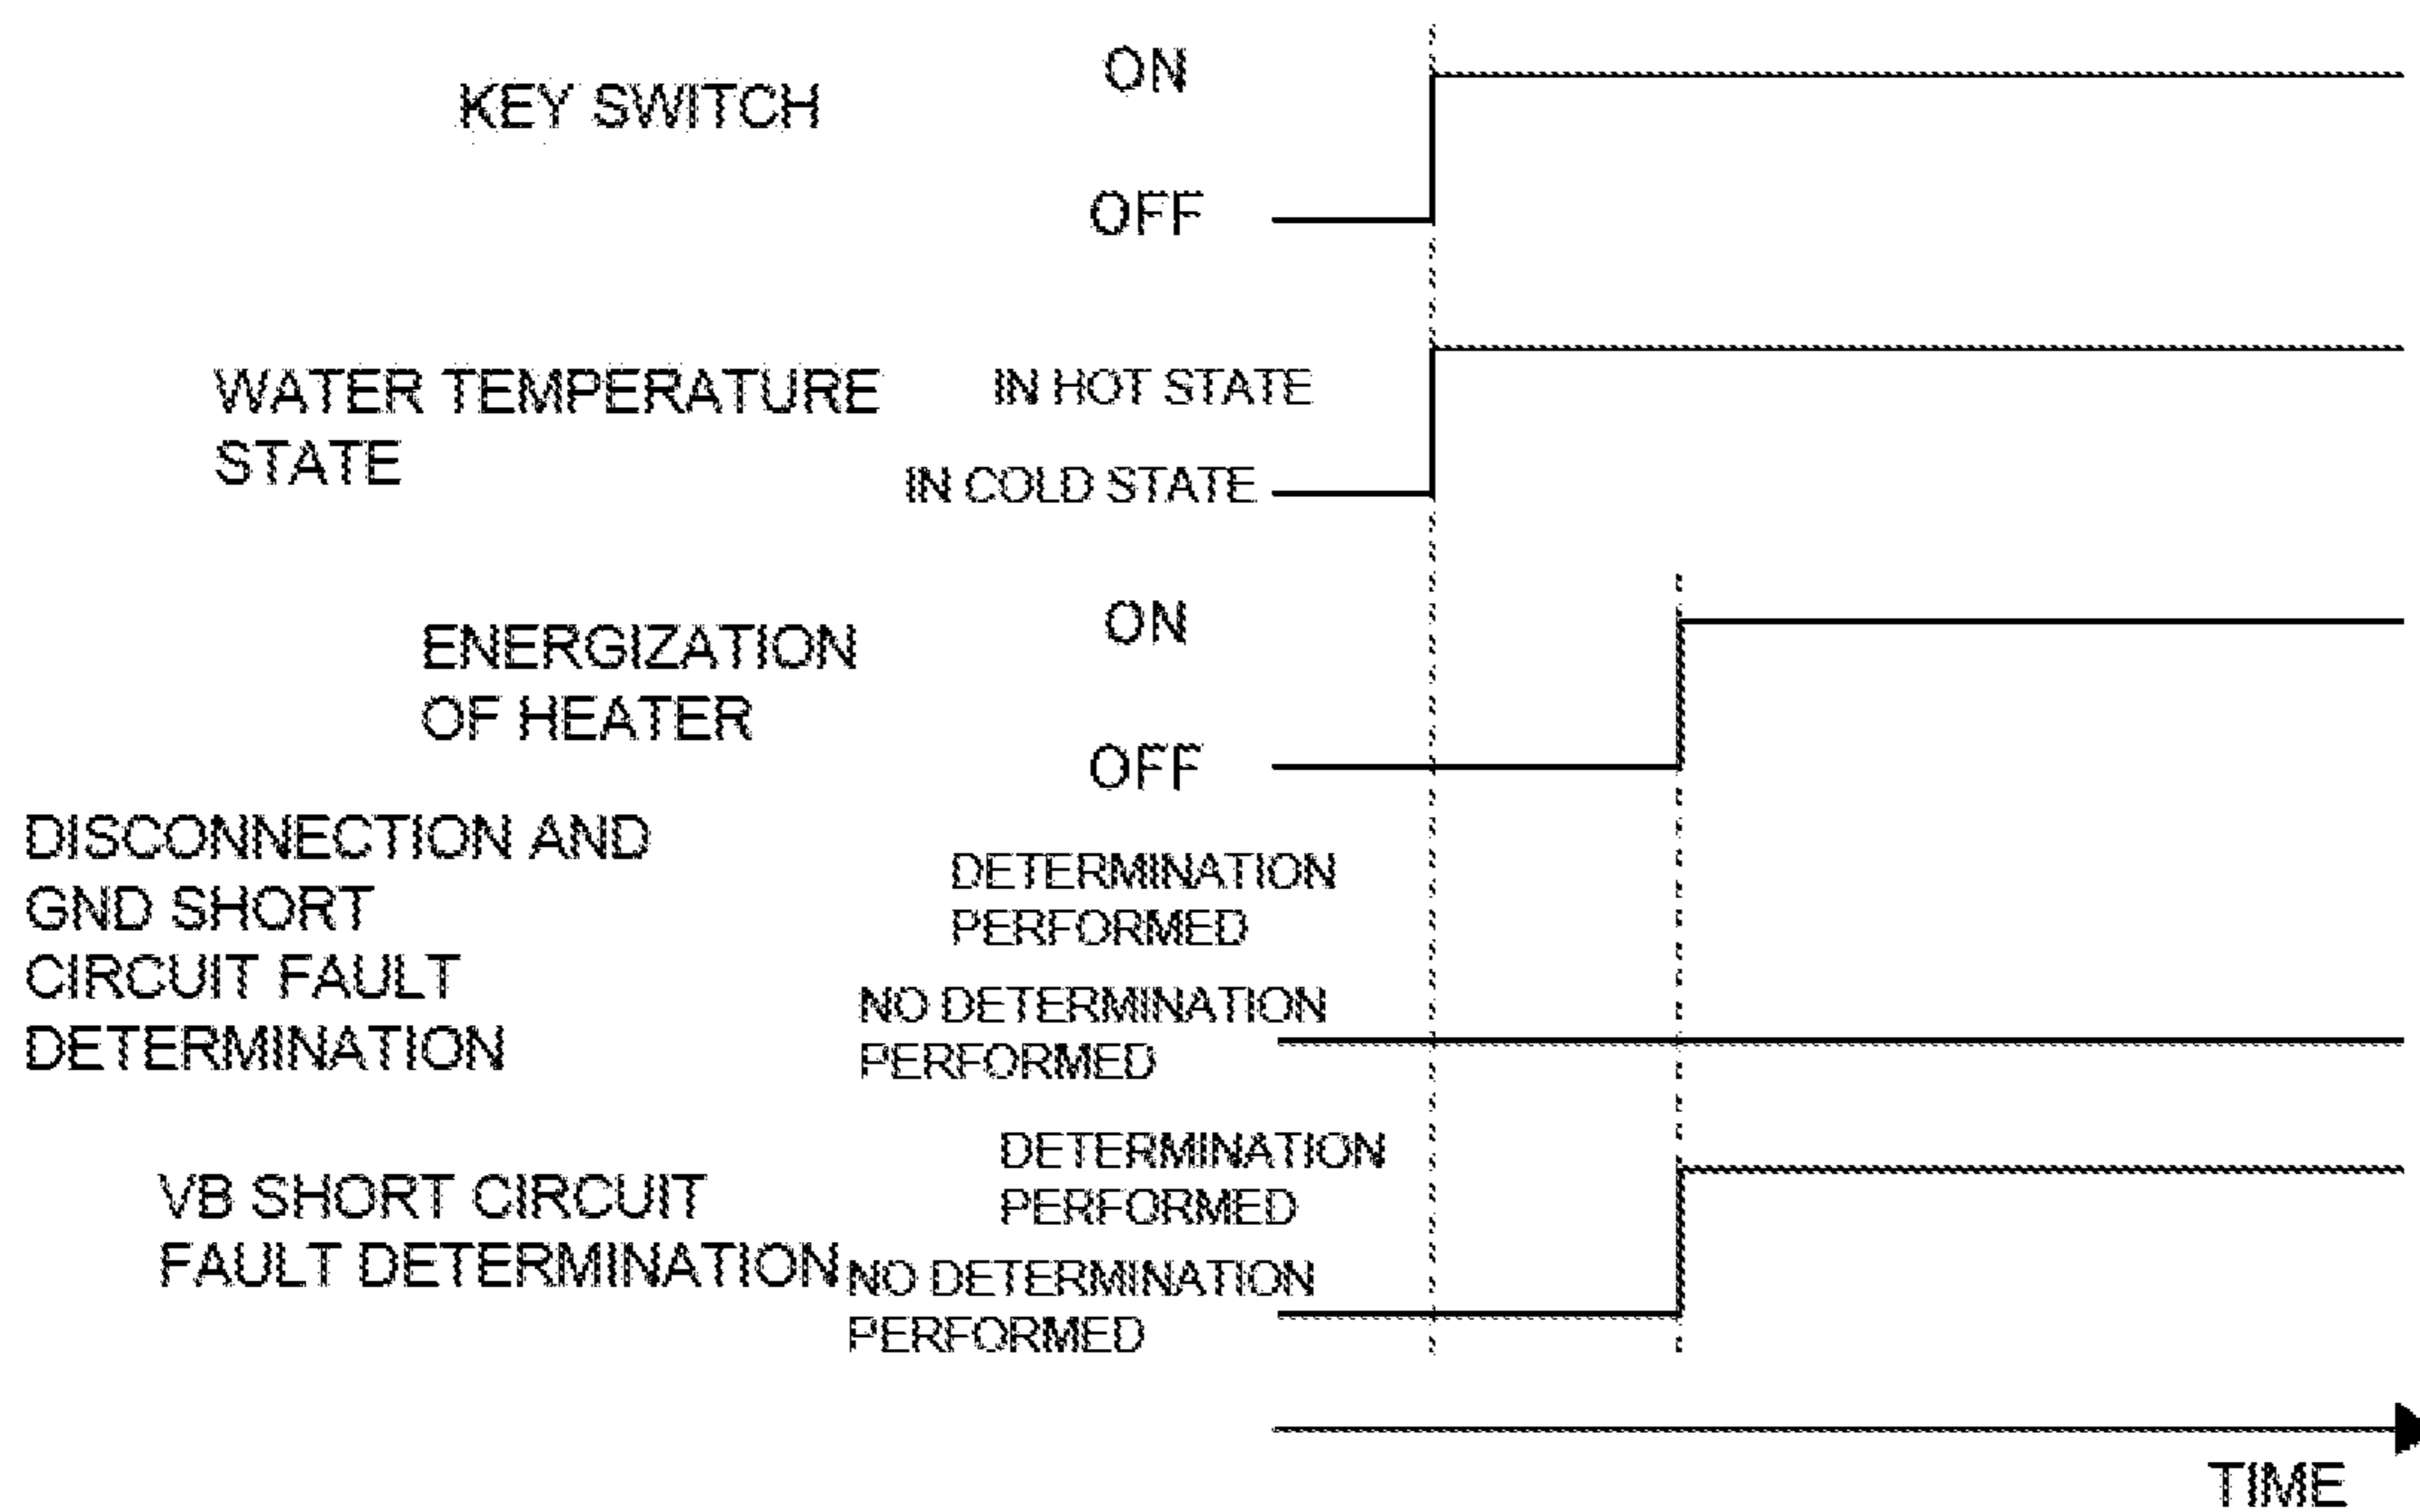 KEY SWITCH
ON
OFF
WATER TEMPERATURE
STATE
IN HOT STATE
IN COLD STATE
ENERGIZATION
OF HEATER
ON
OFF
DISCONNECTION AND
GND SHORT
CIRCUIT FAULT
DETERMINATION
DETERMINATION
PERFORMED
NO DETERMINATION
PERFORMED
VB SHORT CIRCUIT
FAULT DETERMINATION
DETERMINATION
PERFORMED
NO DETERMINATION
PERFORMED
TIME